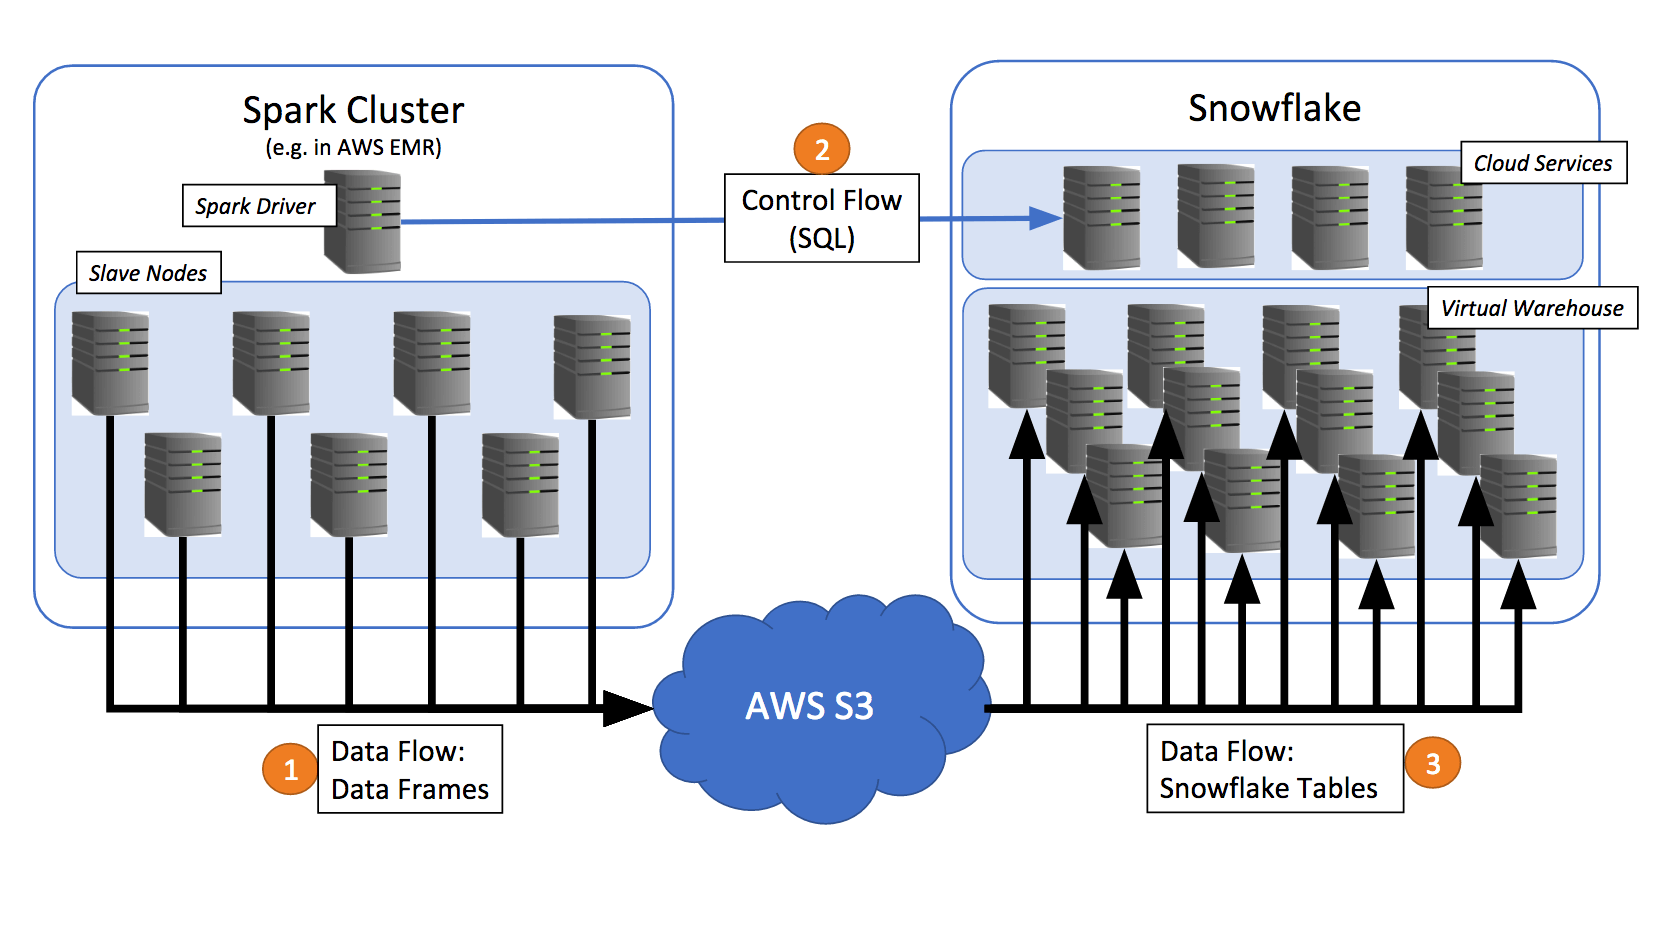 Spark Cluster
(e.g. in AWS EMR)
Spark Driver
Slave Nodes
2
Control Flow
(SQL)
Snowflake
Cloud Services
Virtual Warehouse
AWS S3
1
Data Flow:
Data Frames
Data Flow:
Snowflake Tables
3